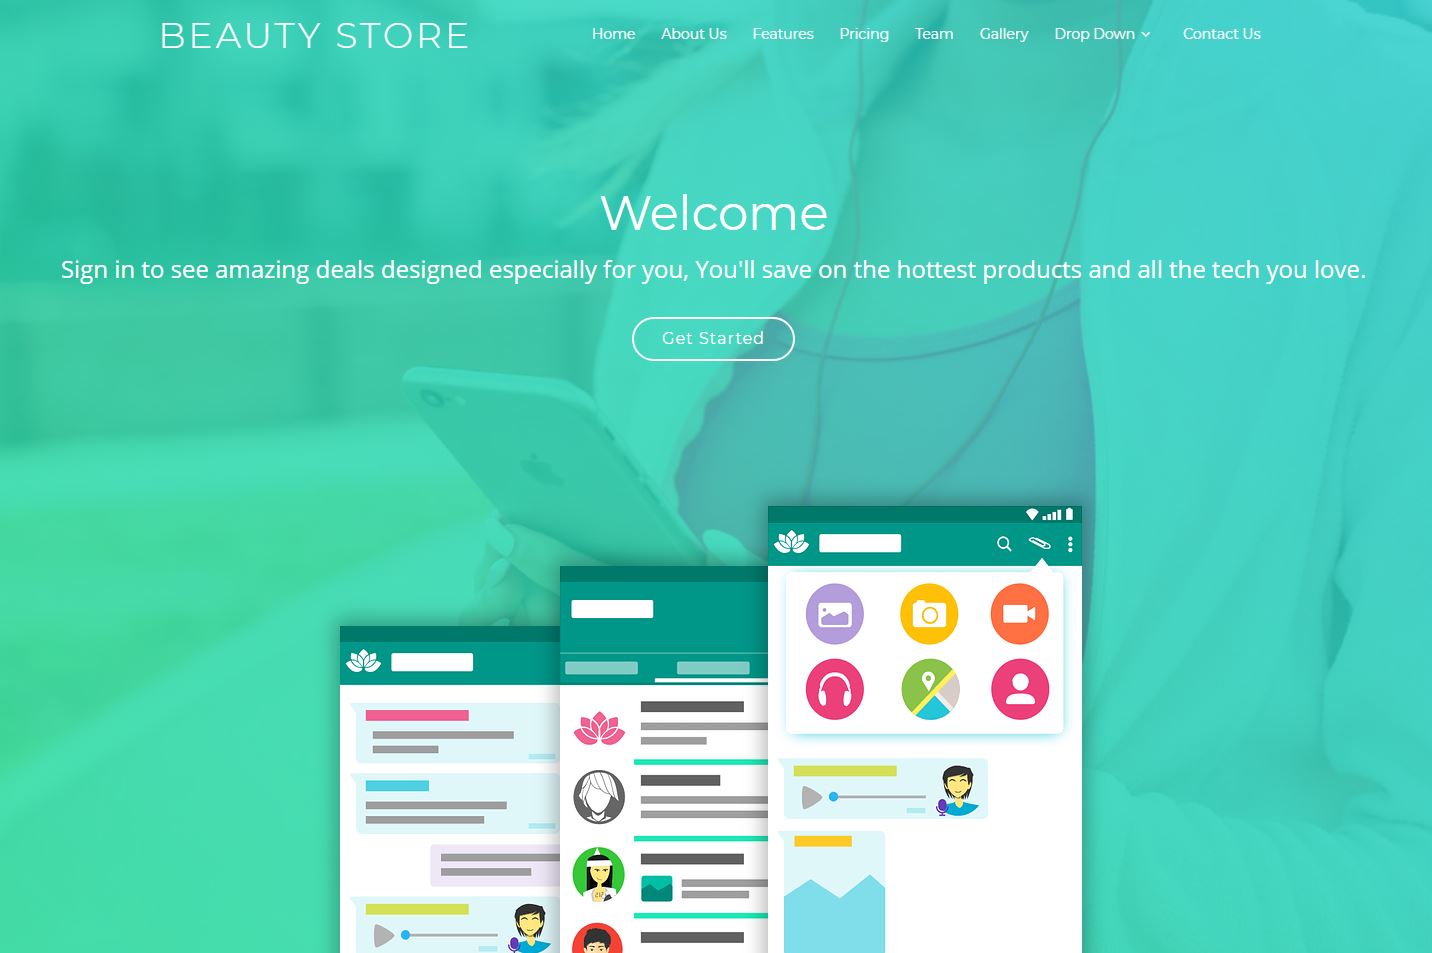 BEAUTY STORE
Home About Us Features Pricing Team Gallery Drop Down Contact Us
Welcome
Sign in to see amazing deals designed especially for you, You'll save on the hottest products and all the tech you love.
Get Started